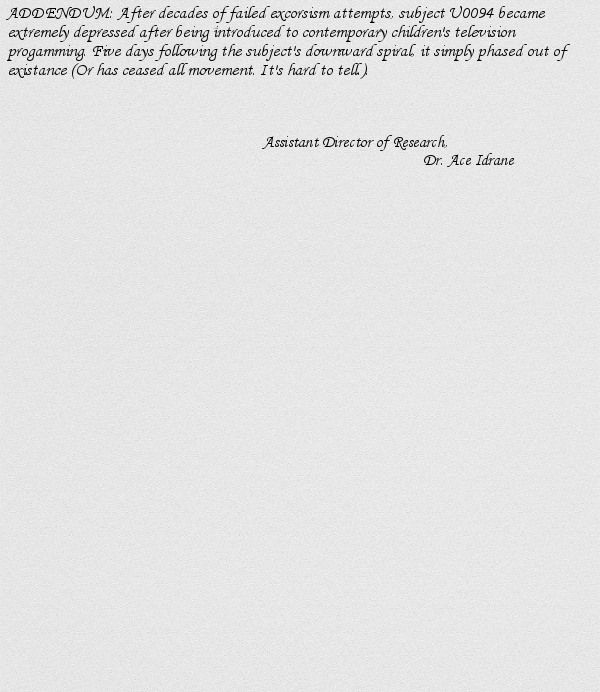 ADDENDUM: After decades of failed excorsism attempts, subject U0094 became
extremely depressed after being introduced to contemporary children's television
progamming. Five days following the subject's downward spiral, it simply phased out of
existance (Or has ceased all movement. It's hard to tell.).
Assistant Director of Research,
Dr. Ace Idrane